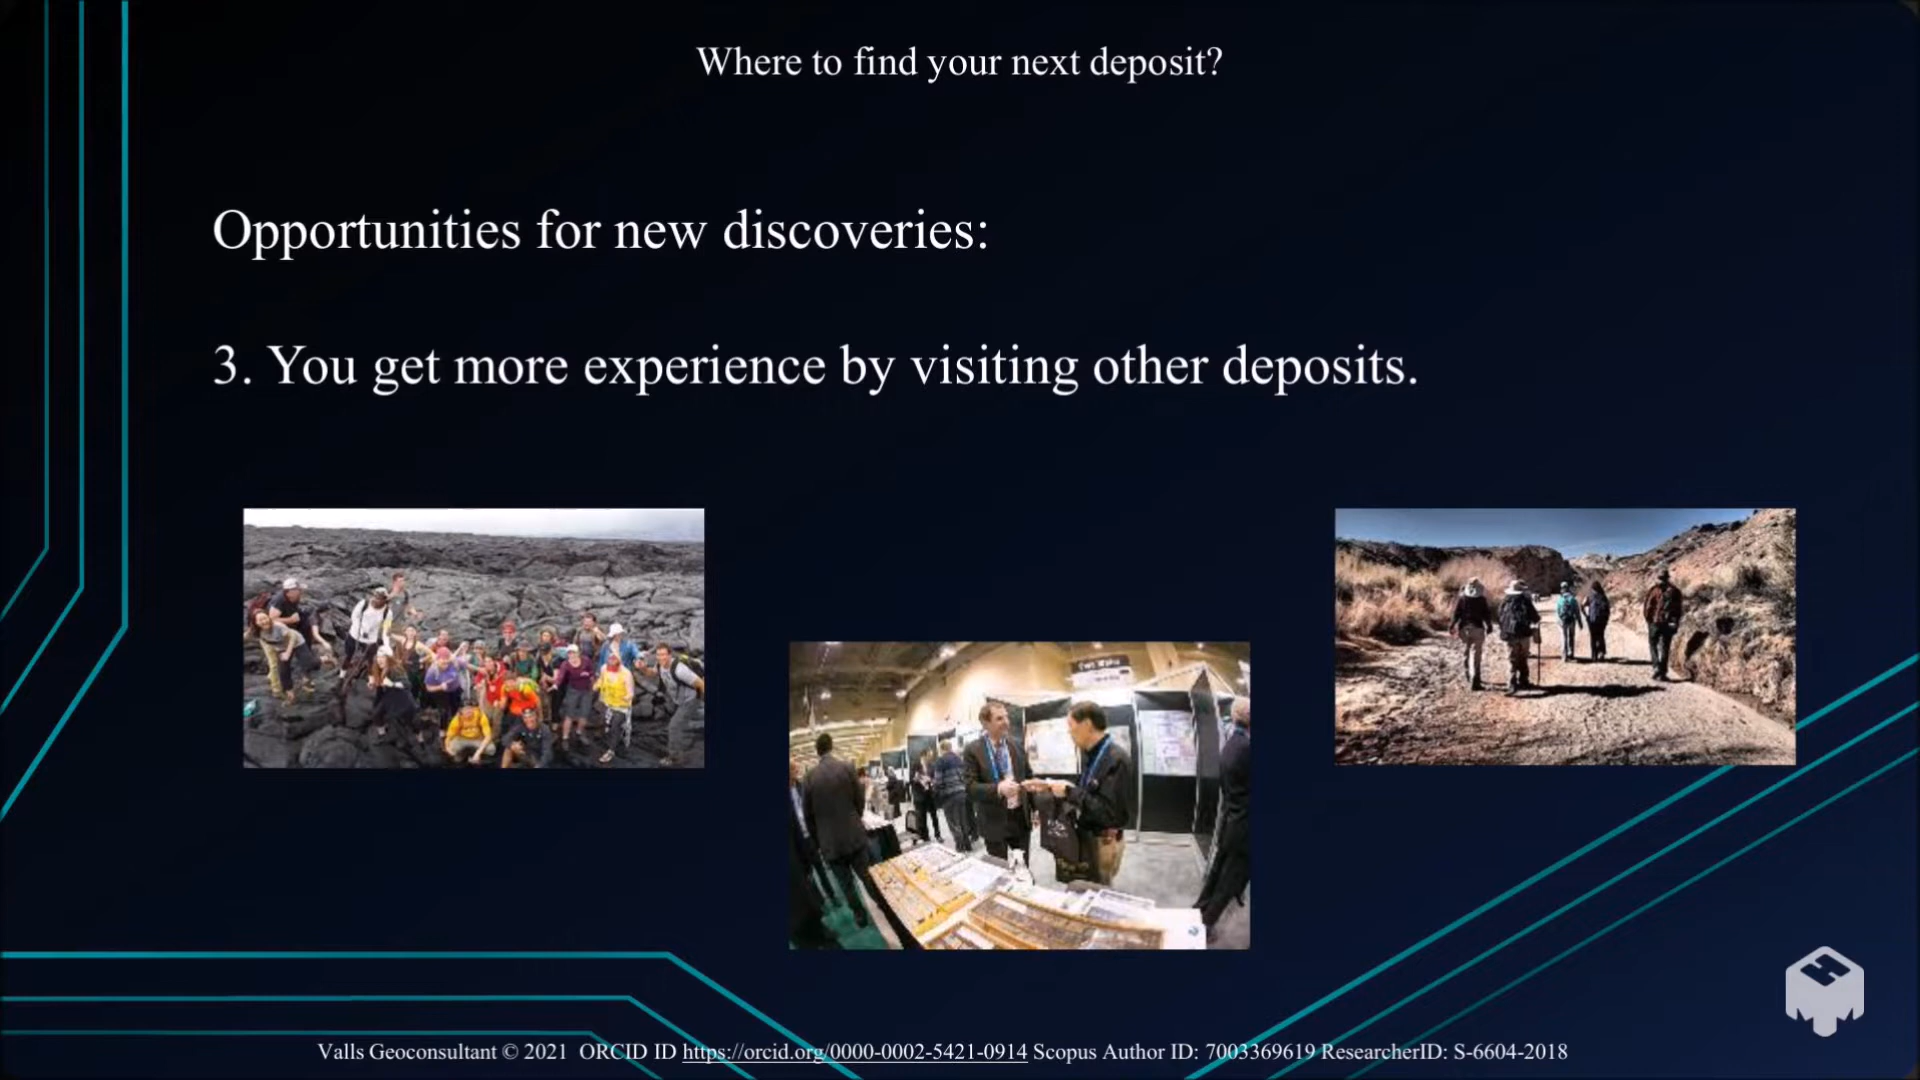 Where to find your next deposit?
Opportunities for new discoveries:
3. You get more experience by visiting other deposits.
Valls Geoconsultant © 2021 ORCID ID https://orcid.org/0000-0002-5421-0914 Scopus Author ID: 7003369619 ResearcherID: S-6604-2018